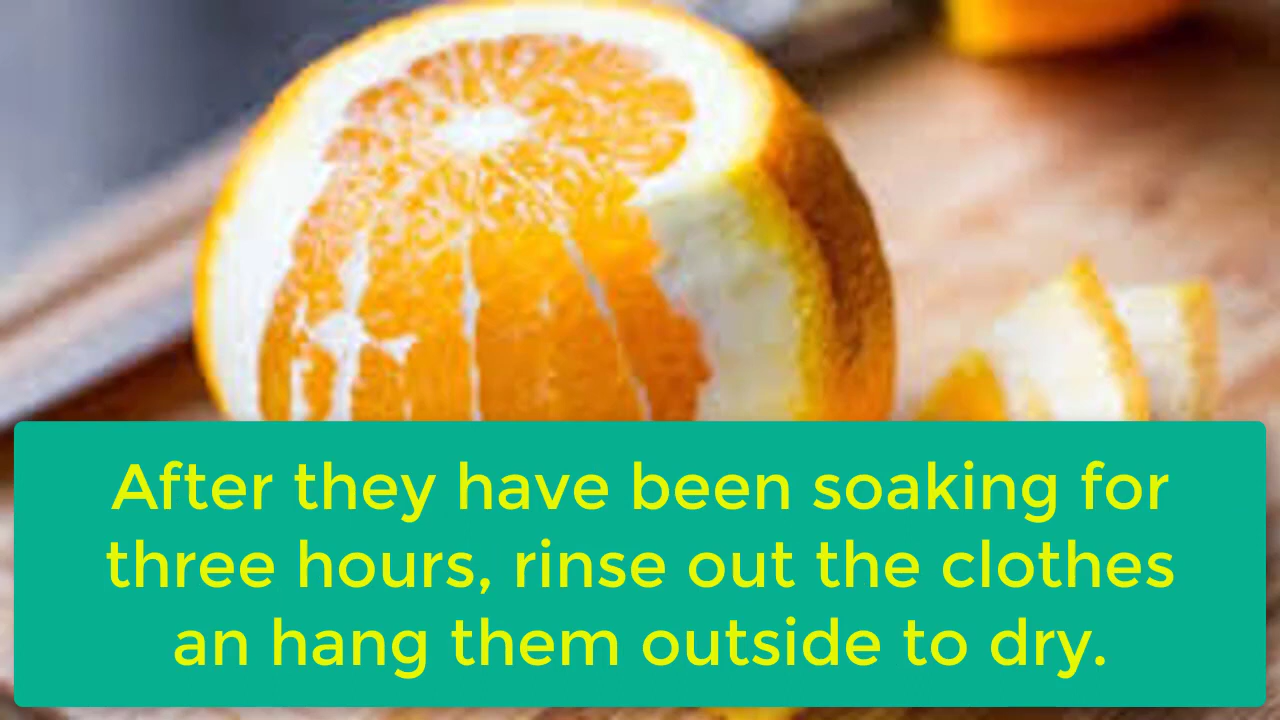 After they have been soaking for
three hours, rinse out the clothes
an hang them outside to dry.